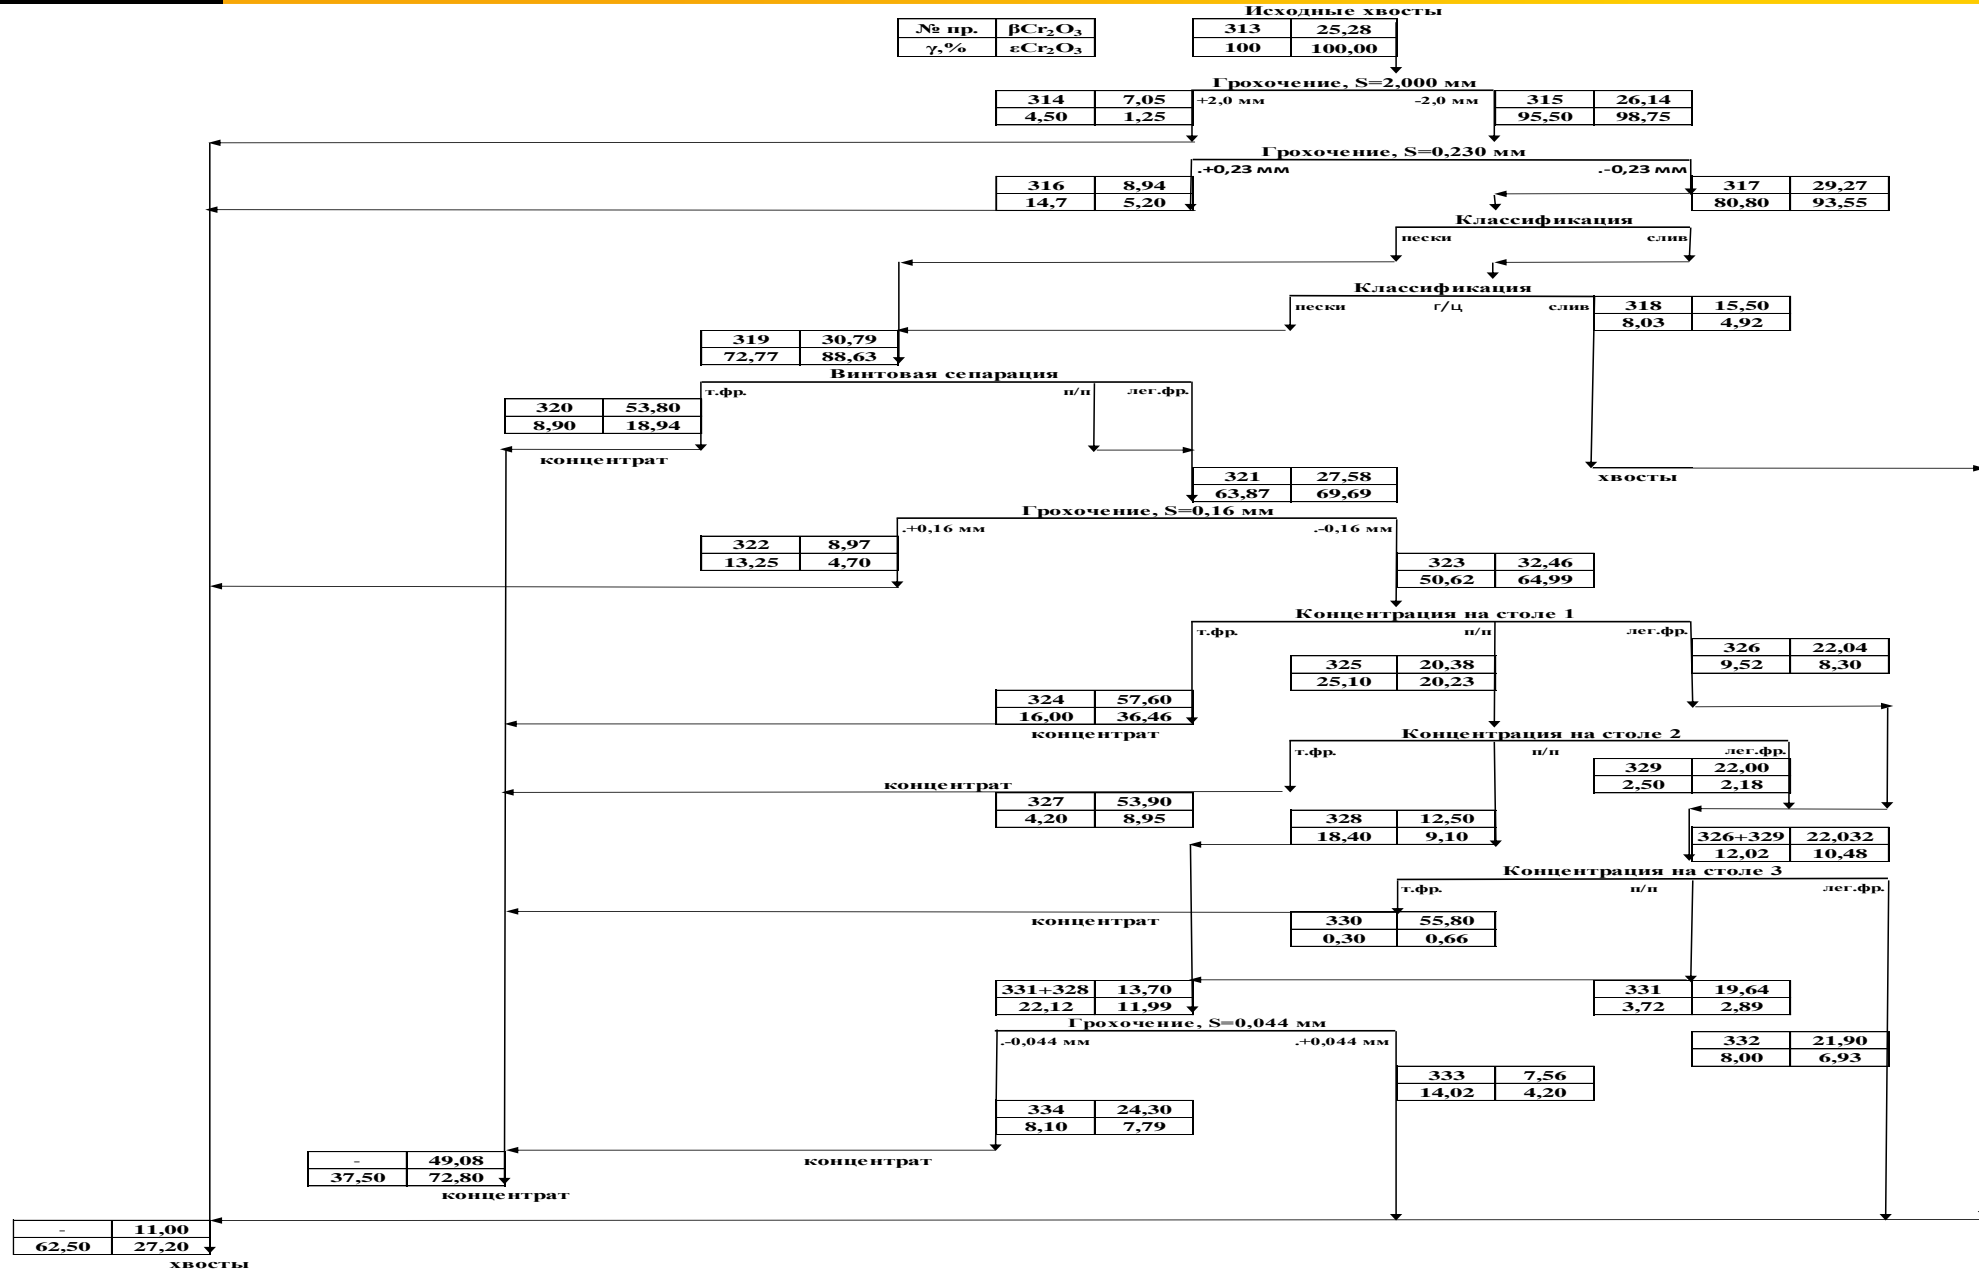 Исходные хвосты
№ пр. βCr₂O₃ 313 25,28
γ,% εCr₂O₃ 100 100,00
Грохочение, S=2,000 мм
314 7,05 +2,0 мм -2,0 мм 315 26,14
4,50 1,25 95,50 98,75
Грохочение, S=0,230 мм
.+0,23 мм .-0,23 мм
316 8,94 317 29,27
14,7 5,20 80,80 93,55
Классификация
пески слив
Классификация
пески г/ц слив 318 15,50
8,03 4,92
319 30,79
72,77 88,63
Винтовая сепарация
т.фр. п/п лег.фр.
320 53,80
8,90 18,94
концентрат
321 27,58 хвосты
63,87 69,69
Грохочение, S=0,16 мм
.+0,16 мм .-0,16 мм
322 8,97
13,25 4,70
323 32,46
50,62 64,99
Концентрация на столе 1
т.фр. п/п лег.фр.
326 22,04
9,52 8,30
325 20,38
25,10 20,23
324 57,60
16,00 36,46
концентрат
Концентрация на столе 2
т.фр. п/п лег.фр.
329 22,00
2,50 2,18
концентрат
327 53,90
4,20 8,95
328 12,50
18,40 9,10
326+329 22,032
12,02 10,48
Концентрация на столе 3
т.фр. п/п лег.фр.
концентрат 330 55,80
0,30 0,66
331+328 13,70 331 19,64
22,12 11,99 3,72 2,89
Грохочение, S=0,044 мм
.-0,044 мм .+0,044 мм 332 21,90
8,00 6,93
333 7,56
14,02 4,20
334 24,30
8,10 7,79
- 49,08 концентрат
37,50 72,80
концентрат
- 11,00
62,50 27,20
хвосты